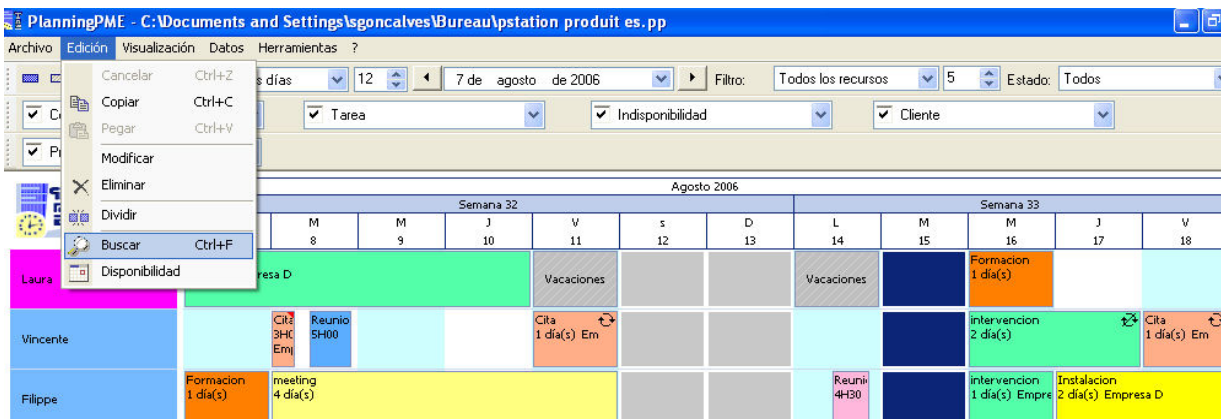 PlanningPME - C:\Documents and Settings\sgoncalves\Bureau\pstation produit es.pp
Archivo Edición Visualización Datos Herramientas ?
Cancelar Ctrl+Z
Copiar Ctrl+C
Pegar Ctrl+V
Modificar
Eliminar
Dividir
Buscar Ctrl+F
Disponibilidad
días 12 7 de agosto de 2006 Filtro: Todos los recursos 5 Estado: Todos
Tarea Indisponibilidad Cliente
Agosto 2006
Semana 32 Semana 33
M M J V s D L M M J V
8 9 10 11 12 13 14 15 16 17 18
Laura
resa D
Vacaciones
Vacaciones
Formacion
1 día(s)
Vincente
Cita
Reunio
5H00
Cita
1 día(s) Em
intervencion
2 día(s)
Cita
1 día(s) Em
Filippe
Formacion
1 día(s)
meeting
4 día(s)
Reuni
4H30
intervencion
1 día(s) Empre
Instalacion
2 día(s) Empresa D